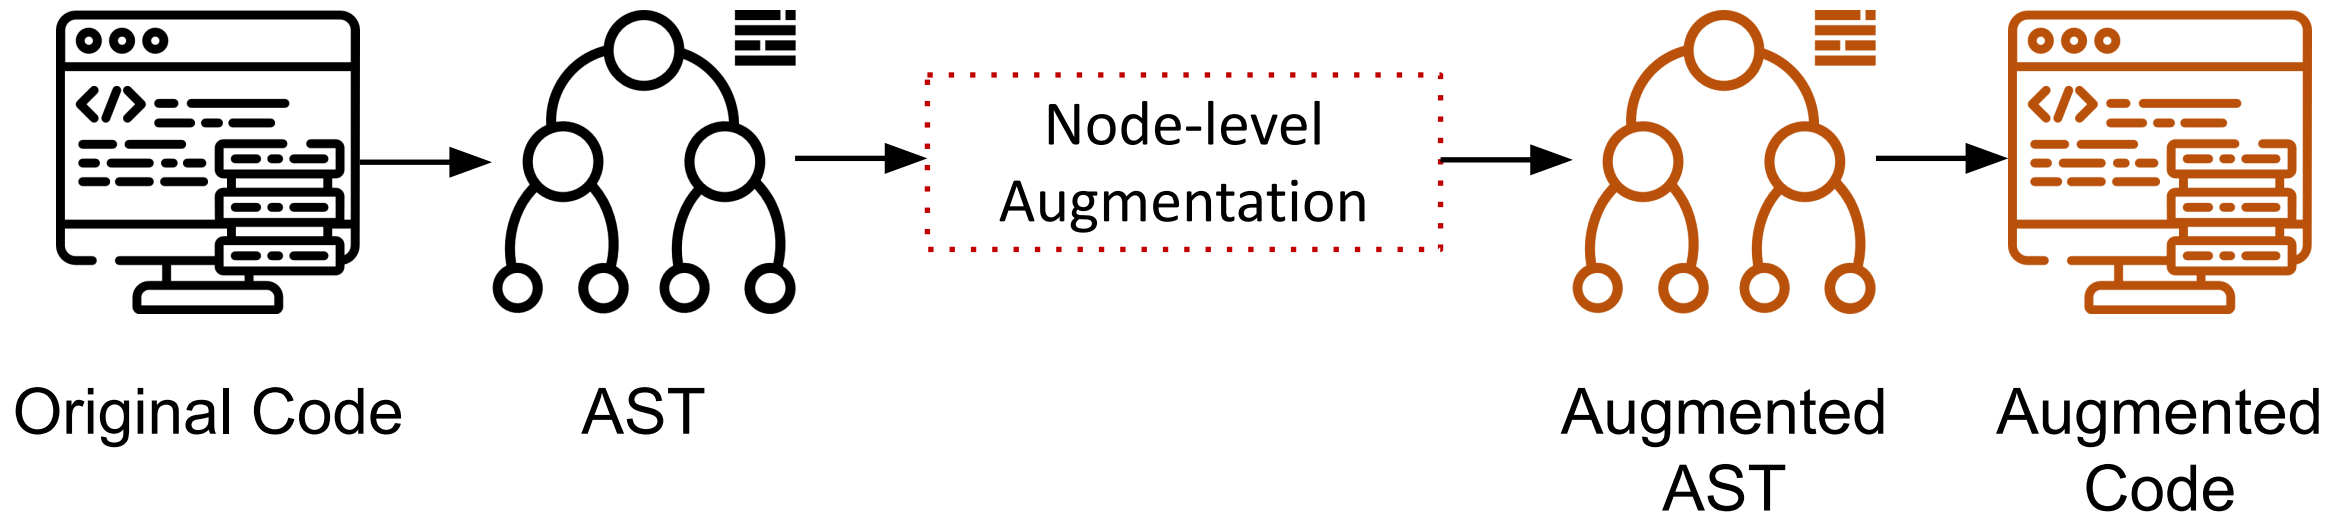 </>
Node-level
Augmentation
Original Code
AST
Augmented
AST
Augmented
Code
</>